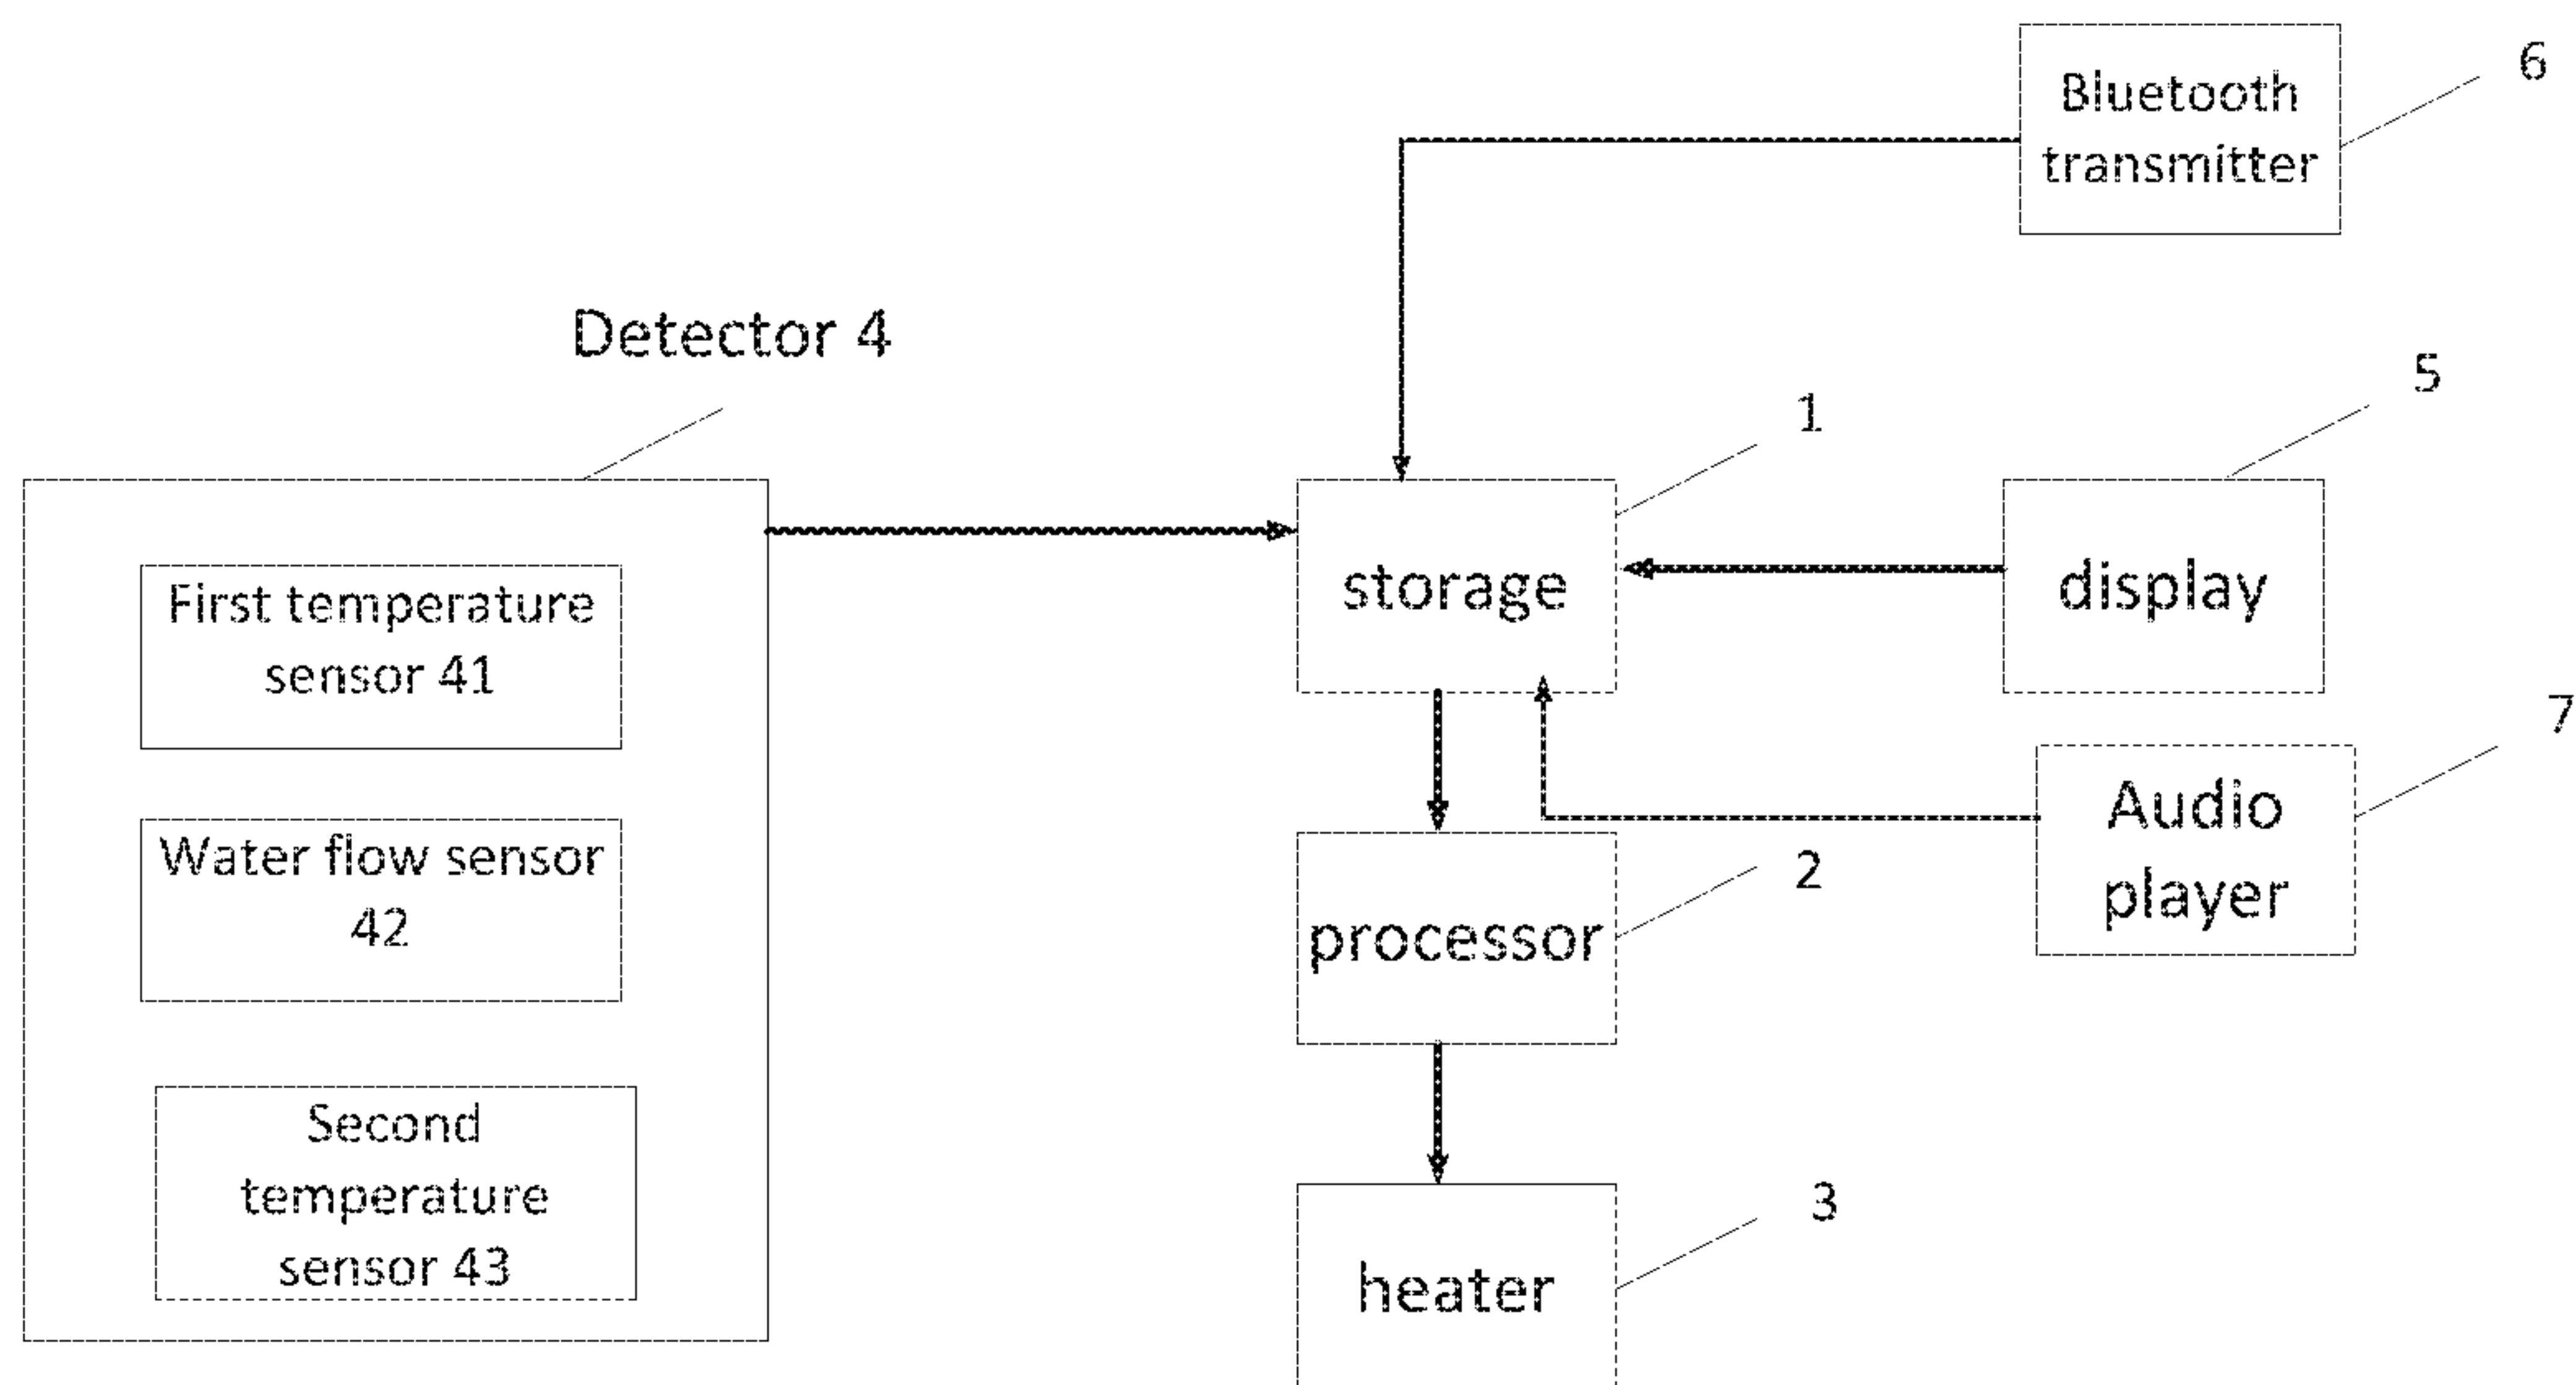 Bluetooth
transmitter
6
Detector 4
1
5
First temperature
sensor 41
storage
display
7
Water flow sensor
42
2
processor
Audio
player
Second
temperature
sensor 43
3
heater